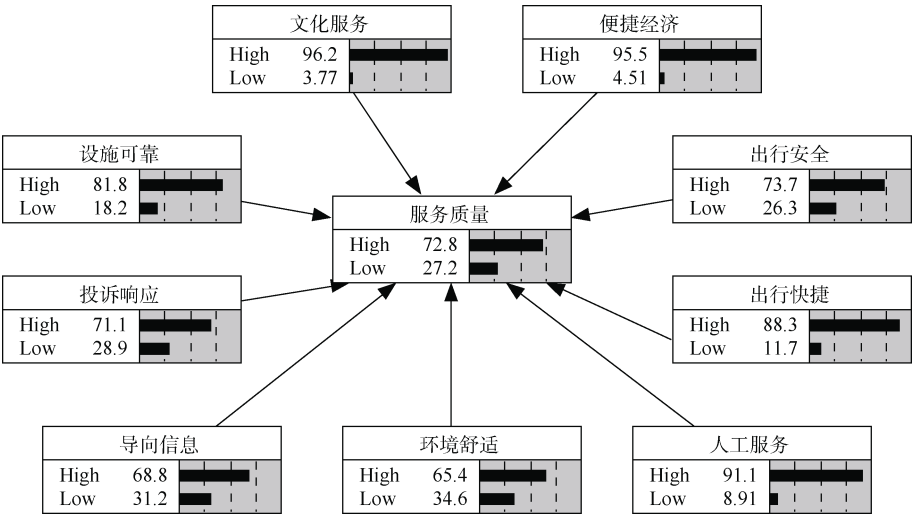 文化服务
High 96.2
Low 3.77
便捷经济
High 95.5
Low 4.51
设施可靠
High 81.8
Low 18.2
出行安全
High 73.7
Low 26.3
服务质量
High 72.8
Low 27.2
投诉响应
High 71.1
Low 28.9
出行快捷
High 88.3
Low 11.7
导向信息
High 68.8
Low 31.2
环境舒适
High 65.4
Low 34.6
人工服务
High 91.1
Low 8.91